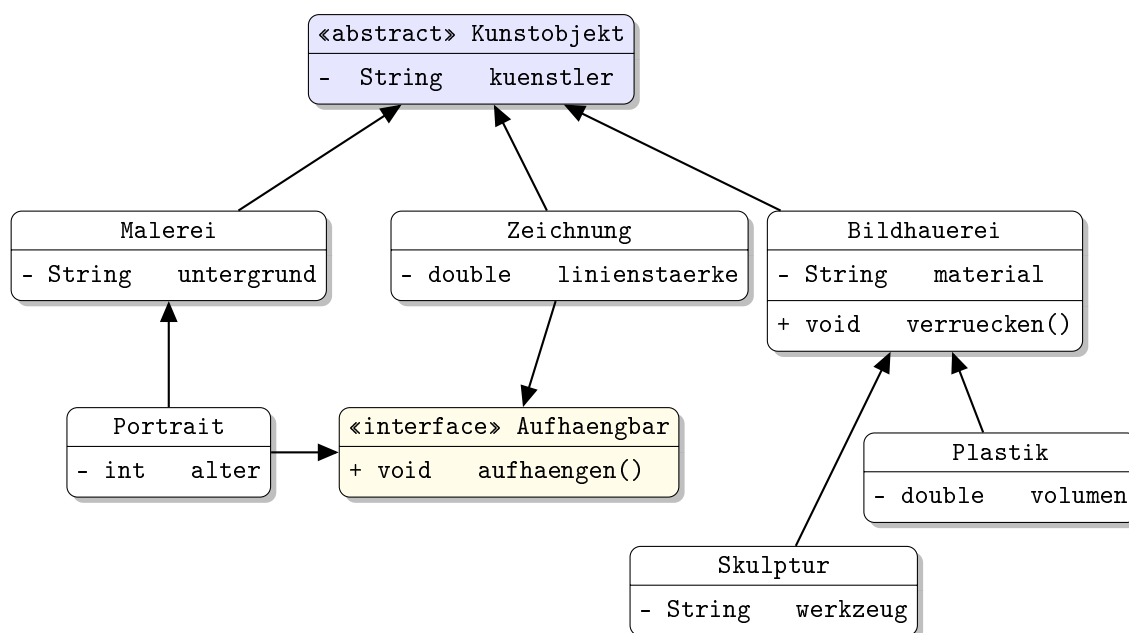 «abstract» Kunstobjekt
- String kuenstler
Malerei
- String untergrund
Zeichnung
- double linienstaerke
Bildhauerei
- String material
+ void verruecken()
Portrait
- int alter
«interface» Aufhaengbar
+ void aufhaengen()
Plastik
- double volumen
Skulptur
- String werkzeug